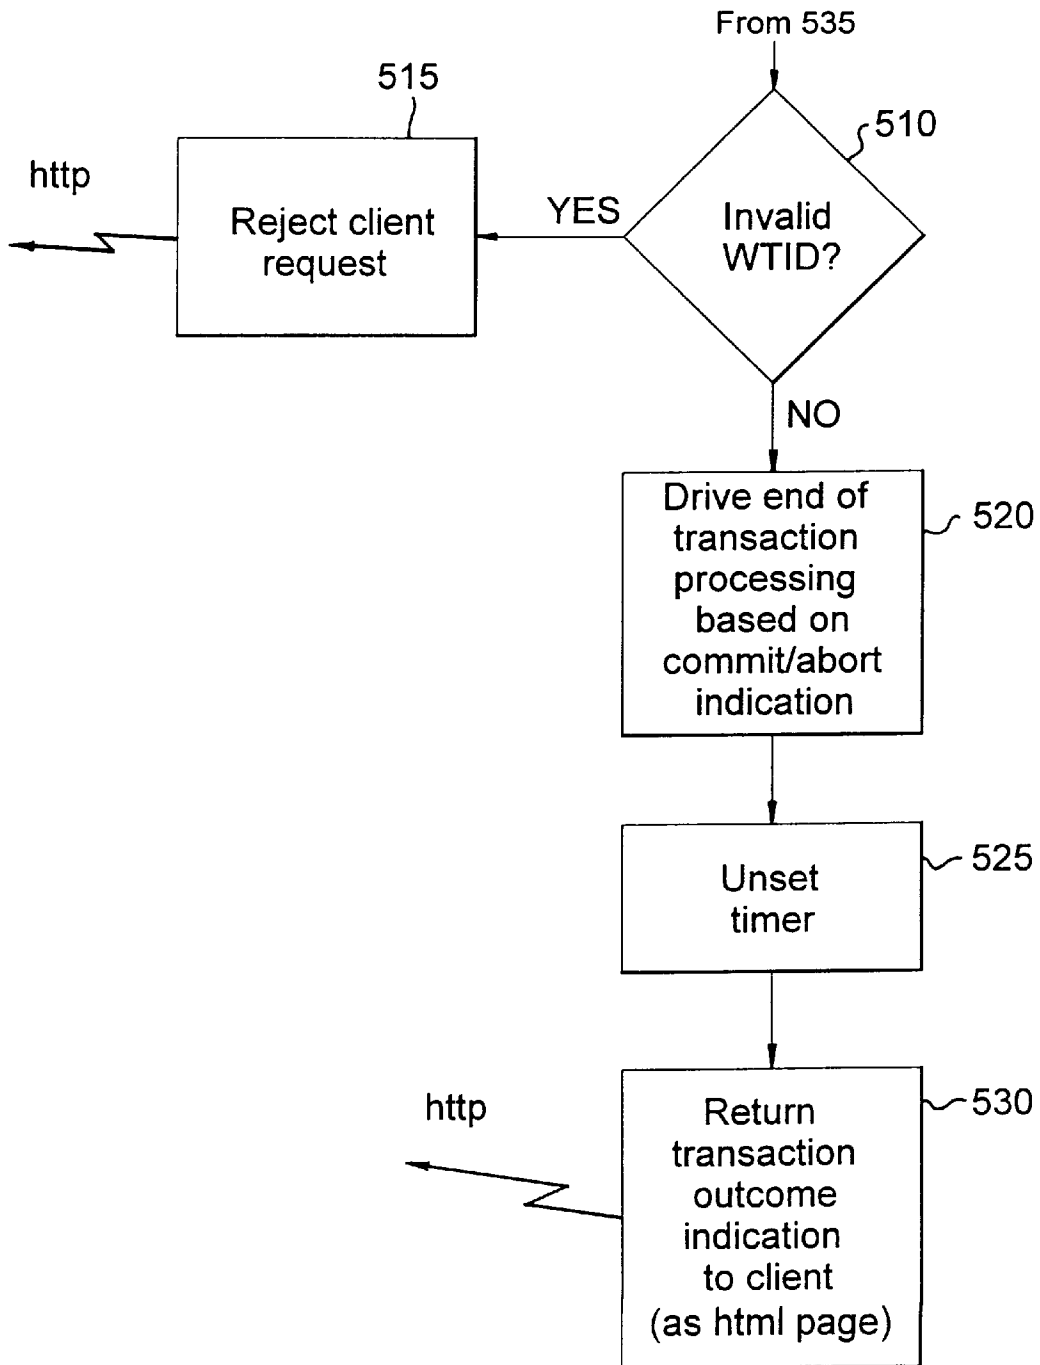 From 535
515
510
http
Reject client
request
YES
Invalid
WTID?
NO
Drive end of
transaction
processing
based on
commit/abort
indication
520
Unset
timer
525
http
Return
transaction
outcome
indication
to client
(as html page)
530